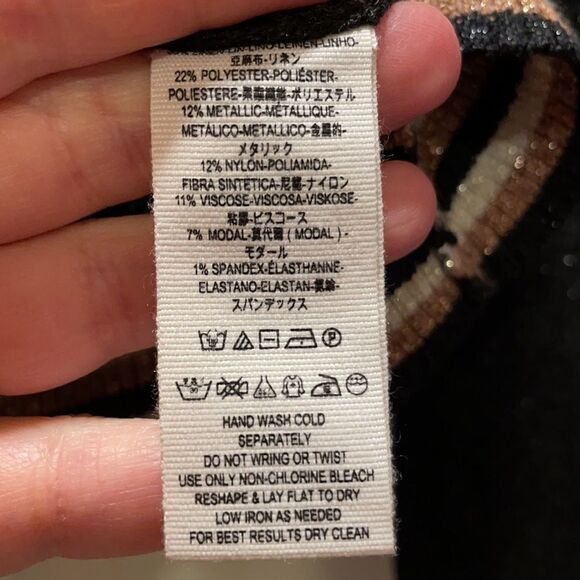 LINO-LEINEN-LINHO-
亞麻布-リネン
22% POLYESTER-POLIÉSTER-
POLIESTERE-聚酯纖維-ポリエステル
12% METALLIC-MÉTALLIQUE-
METÁLICO-METALLICO-金屬的-
メタリック
12% NYLON-POLIAMIDA-
FIBRA SINTETICA-尼龍-ナイロン
11% VISCOSE-VISCOSA-VISKOSE-
粘膠-ビスコース
7% MODAL-莫代爾 ( MODAL ) -
モダール
1% SPANDEX-ÉLASTHANNE-
ELASTANO-ELASTAN-氨綸-
スパンデックス
P
HAND WASH COLD
SEPARATELY
DO NOT WRING OR TWIST
USE ONLY NON-CHLORINE BLEACH
RESHAPE & LAY FLAT TO DRY
LOW IRON AS NEEDED
FOR BEST RESULTS DRY CLEAN